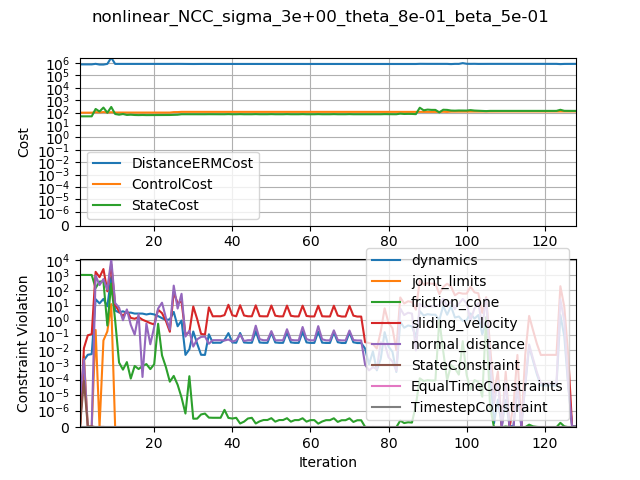 nonlinear_NCC_sigma_3e+00_theta_8e-01_beta_5e-01
10^6
10^5
10^4
10^3
10^2
10^1
10^0
10^-1
10^-2
10^-3
10^-4
10^-5
10^-6
0
Cost
DistanceERMCost
ControlCost
StateCost
20 40 60 80 100 120
10^4
10^3
10^2
10^1
10^0
10^-1
10^-2
10^-3
10^-4
10^-5
10^-6
0
Constraint Violation
dynamics
joint_limits
friction_cone
sliding_velocity
normal_distance
StateConstraint
EqualTimeConstraints
TimestepConstraint
20 40 60 80 100 120
Iteration